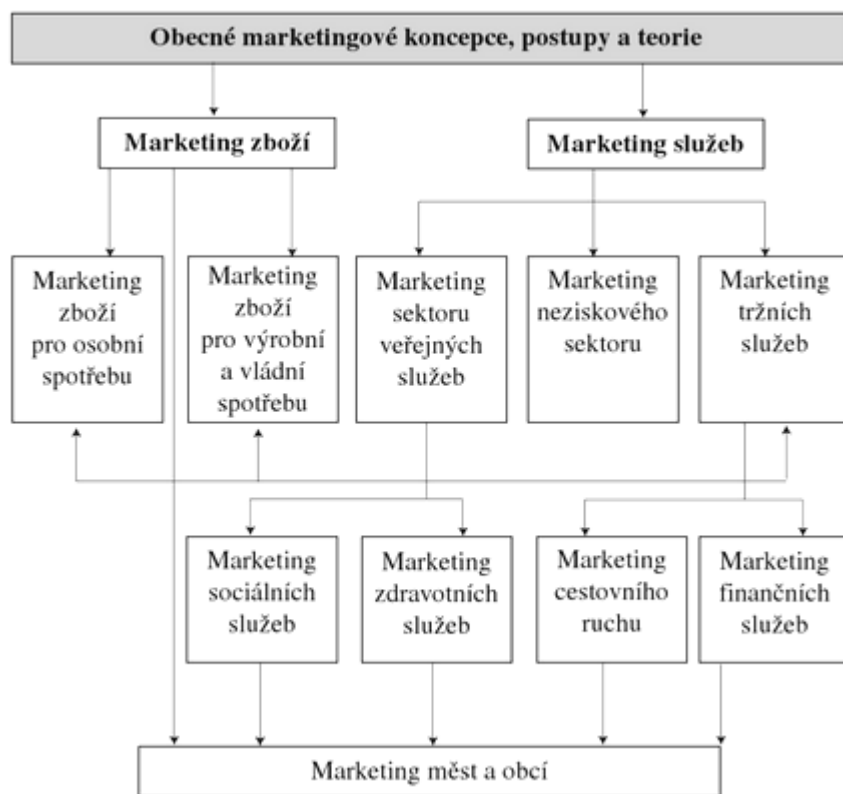 Obecné marketingové koncepce, postupy a teorie
Marketing zboží
Marketing služeb
Marketing
zboží
pro osobní
spotřebu
Marketing
zboží
pro výrobní
a vládní
spotřebu
Marketing
sektoru
veřejných
služeb
Marketing
neziskového
sektoru
Marketing
tržních
služeb
Marketing
sociálních
služeb
Marketing
zdravotních
služeb
Marketing
cestovního
ruchu
Marketing
finančních
služeb
Marketing měst a obcí